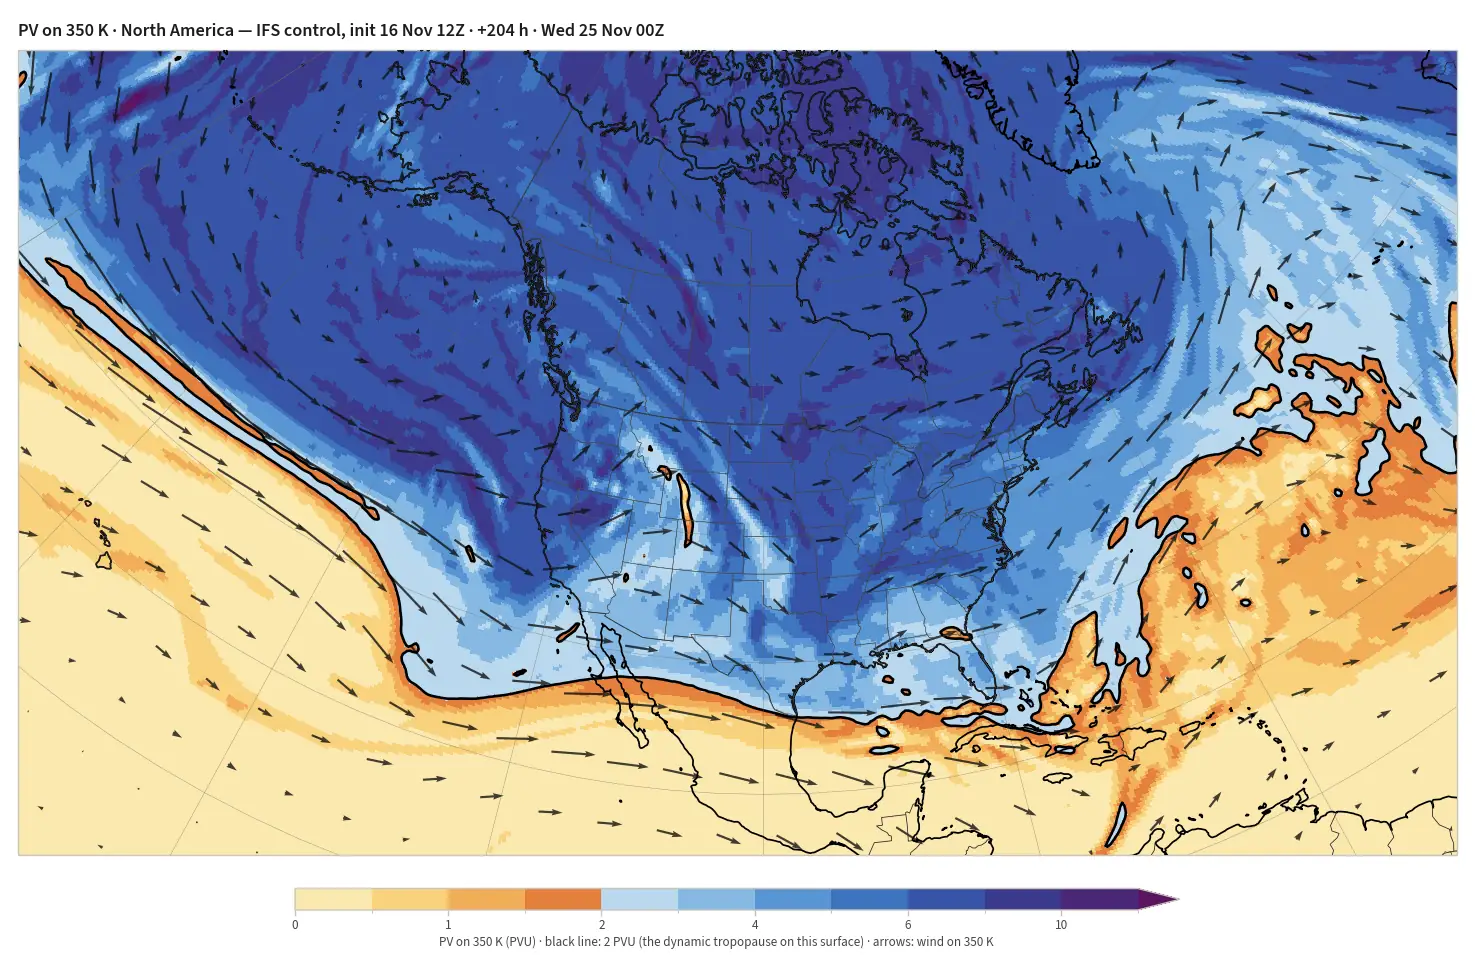 PV on 350 K · North America — IFS control, init 16 Nov 12Z · +204 h · Wed 25 Nov 00Z
0 1 2 4 6 10
PV on 350 K (PVU) · black line: 2 PVU (the dynamic tropopause on this surface) · arrows: wind on 350 K